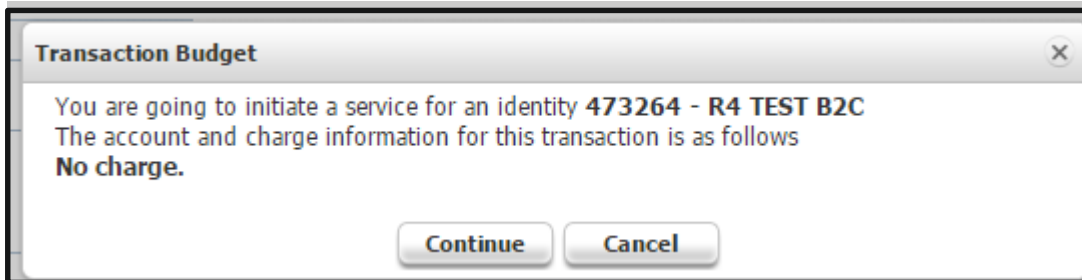 Transaction Budget
You are going to initiate a service for an identity 473264 - R4 TEST B2C
The account and charge information for this transaction is as follows
No charge.
Continue Cancel